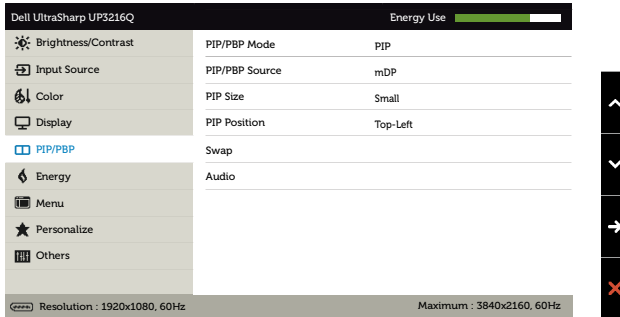 Dell UltraSharp UP3216Q Energy Use
Brightness/Contrast
Input Source
Color
Display
PIP/PBP
Energy
Menu
Personalize
Others
PIP/PBP Mode PIP
PIP/PBP Source mDP
PIP Size Small
PIP Position Top-Left
Swap
Audio
Resolution : 1920x1080, 60Hz Maximum : 3840x2160, 60Hz